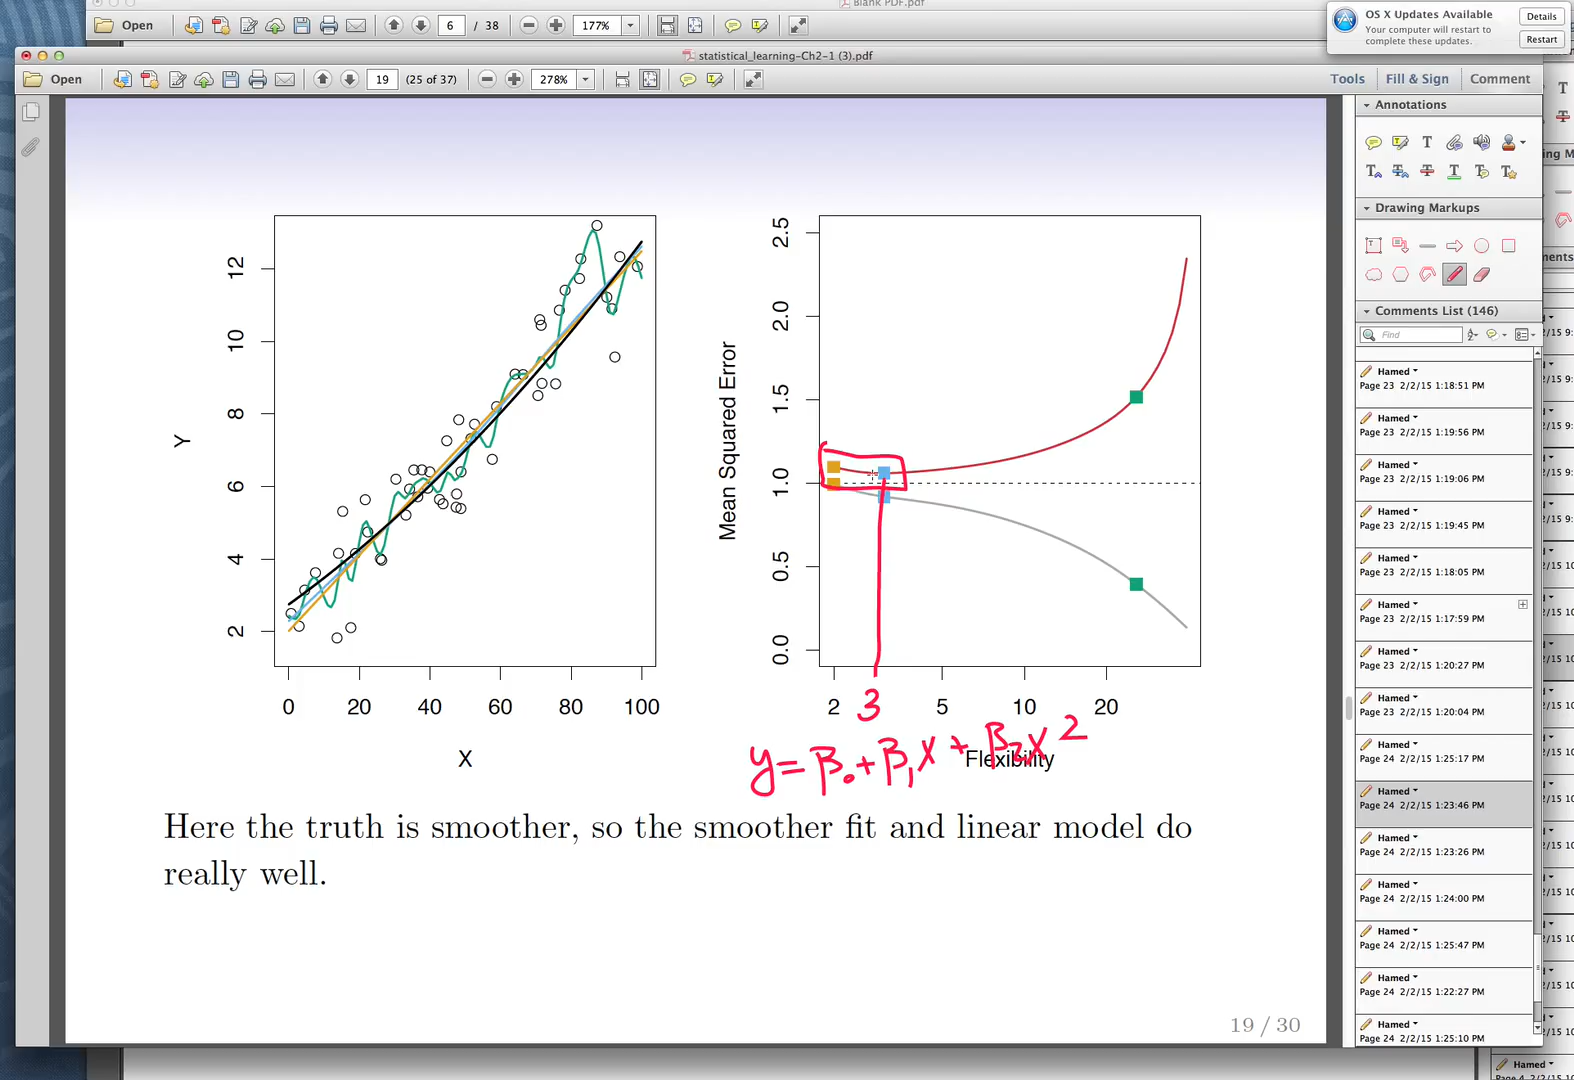 Blank PDF.pdf
Open
6 / 38
177%
OS X Updates Available
Your computer will restart to
complete these updates.
Details
Restart
statistical_learning-Ch2-1 (3).pdf
Open
19 (25 of 37)
278%
Tools
Fill & Sign
Comment
Annotations
Drawing Markups
Comments List (146)
Find
Hamed
Page 23 2/2/15 1:18:51 PM
Hamed
Page 23 2/2/15 1:19:56 PM
Hamed
Page 23 2/2/15 1:19:06 PM
Hamed
Page 23 2/2/15 1:19:45 PM
Hamed
Page 23 2/2/15 1:18:05 PM
Hamed
Page 23 2/2/15 1:17:59 PM
Hamed
Page 23 2/2/15 1:20:27 PM
Hamed
Page 23 2/2/15 1:20:04 PM
Hamed
Page 24 2/2/15 1:25:17 PM
Hamed
Page 24 2/2/15 1:23:46 PM
Hamed
Page 24 2/2/15 1:23:26 PM
Hamed
Page 24 2/2/15 1:24:00 PM
Hamed
Page 24 2/2/15 1:25:47 PM
Hamed
Page 24 2/2/15 1:22:27 PM
Hamed
Page 24 2/2/15 1:25:10 PM
Hamed
12
10
8
6
4
2
Y
0 20 40 60 80 100
X
2.5
2.0
1.5
1.0
0.5
0.0
Mean Squared Error
2 5 10 20
3
Flexibility
y = β₀ + β₁x + β₂x²
Here the truth is smoother, so the smoother fit and linear model do
really well.
19 / 30